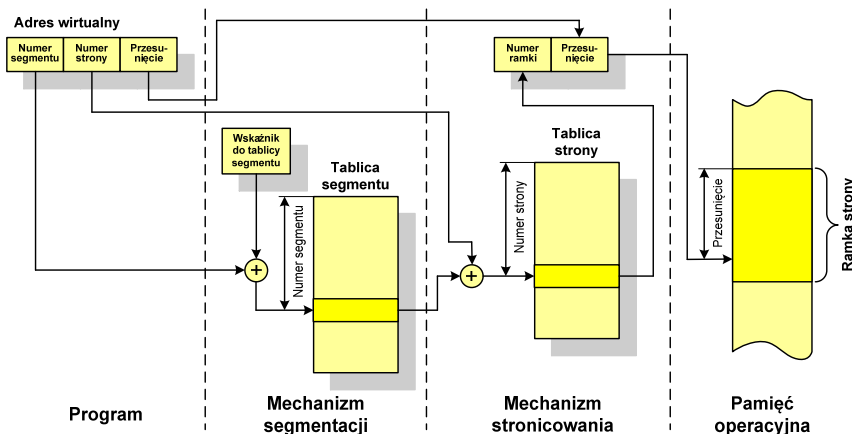 Adres wirtualny
Numer
segmentu
Numer
strony
Przesu-
nięcie
Numer
ramki
Przesu-
nięcie
Wskaźnik
do tablicy
segmentu
Tablica
segmentu
Numer segmentu
+
Tablica
strony
Numer strony
+
Przesunięcie
Ramka strony
Program
Mechanizm
segmentacji
Mechanizm
stronicowania
Pamięć
operacyjna